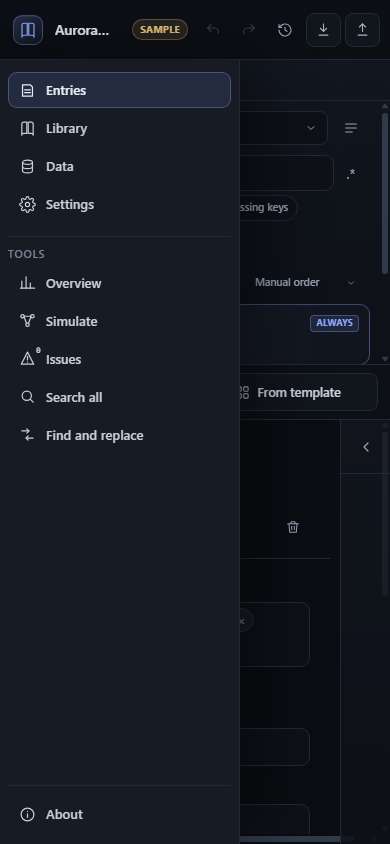 Aurora...
SAMPLE
Entries
Library
Data
Settings
TOOLS
Overview
Simulate
0
Issues
Search all
Find and replace
About
.*
ssing keys
Manual order
ALWAYS
From template